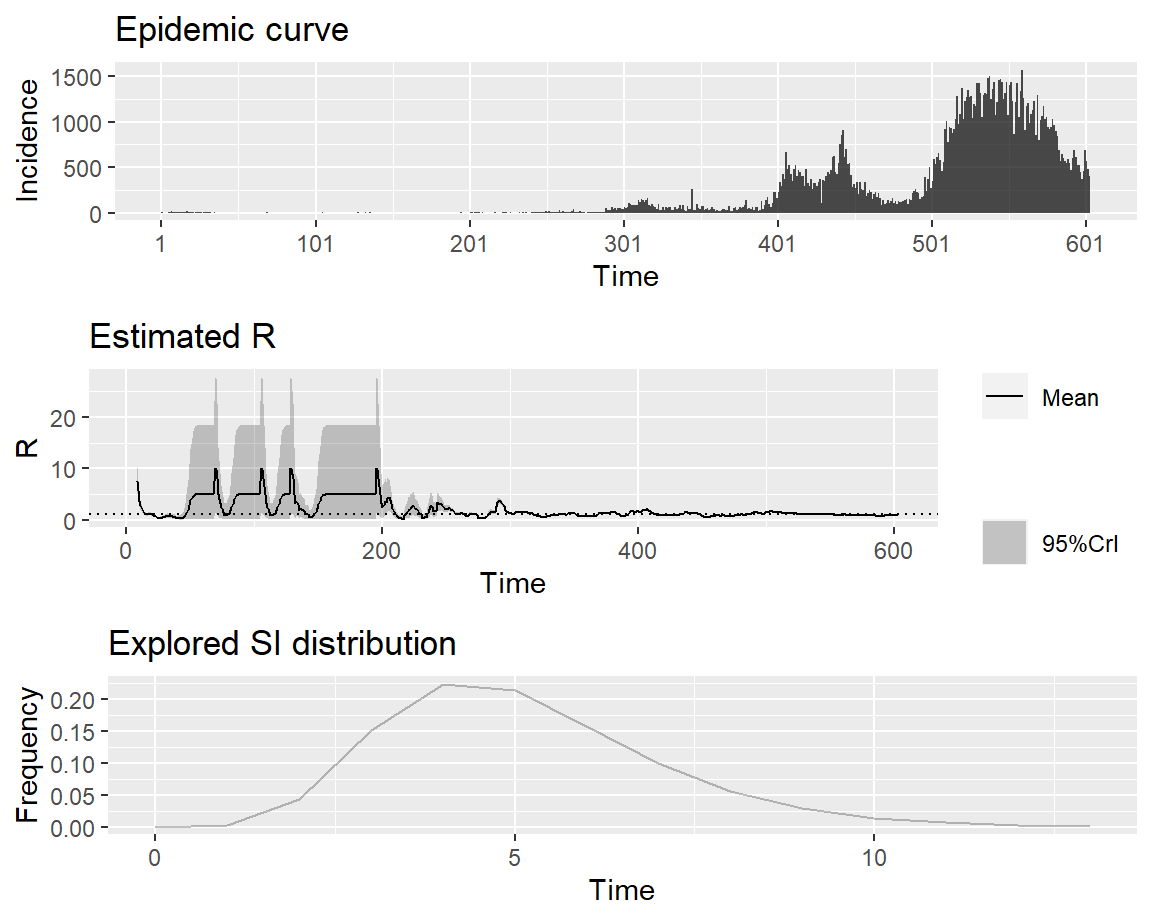 Epidemic curve
Incidence
1500
1000
500
0
1 101 201 301 401 501 601
Time
Estimated R
R
20
10
0
0 200 400 600
Time
Mean
95%CrI
Explored SI distribution
Frequency
0.20
0.15
0.10
0.05
0.00
0 5 10
Time